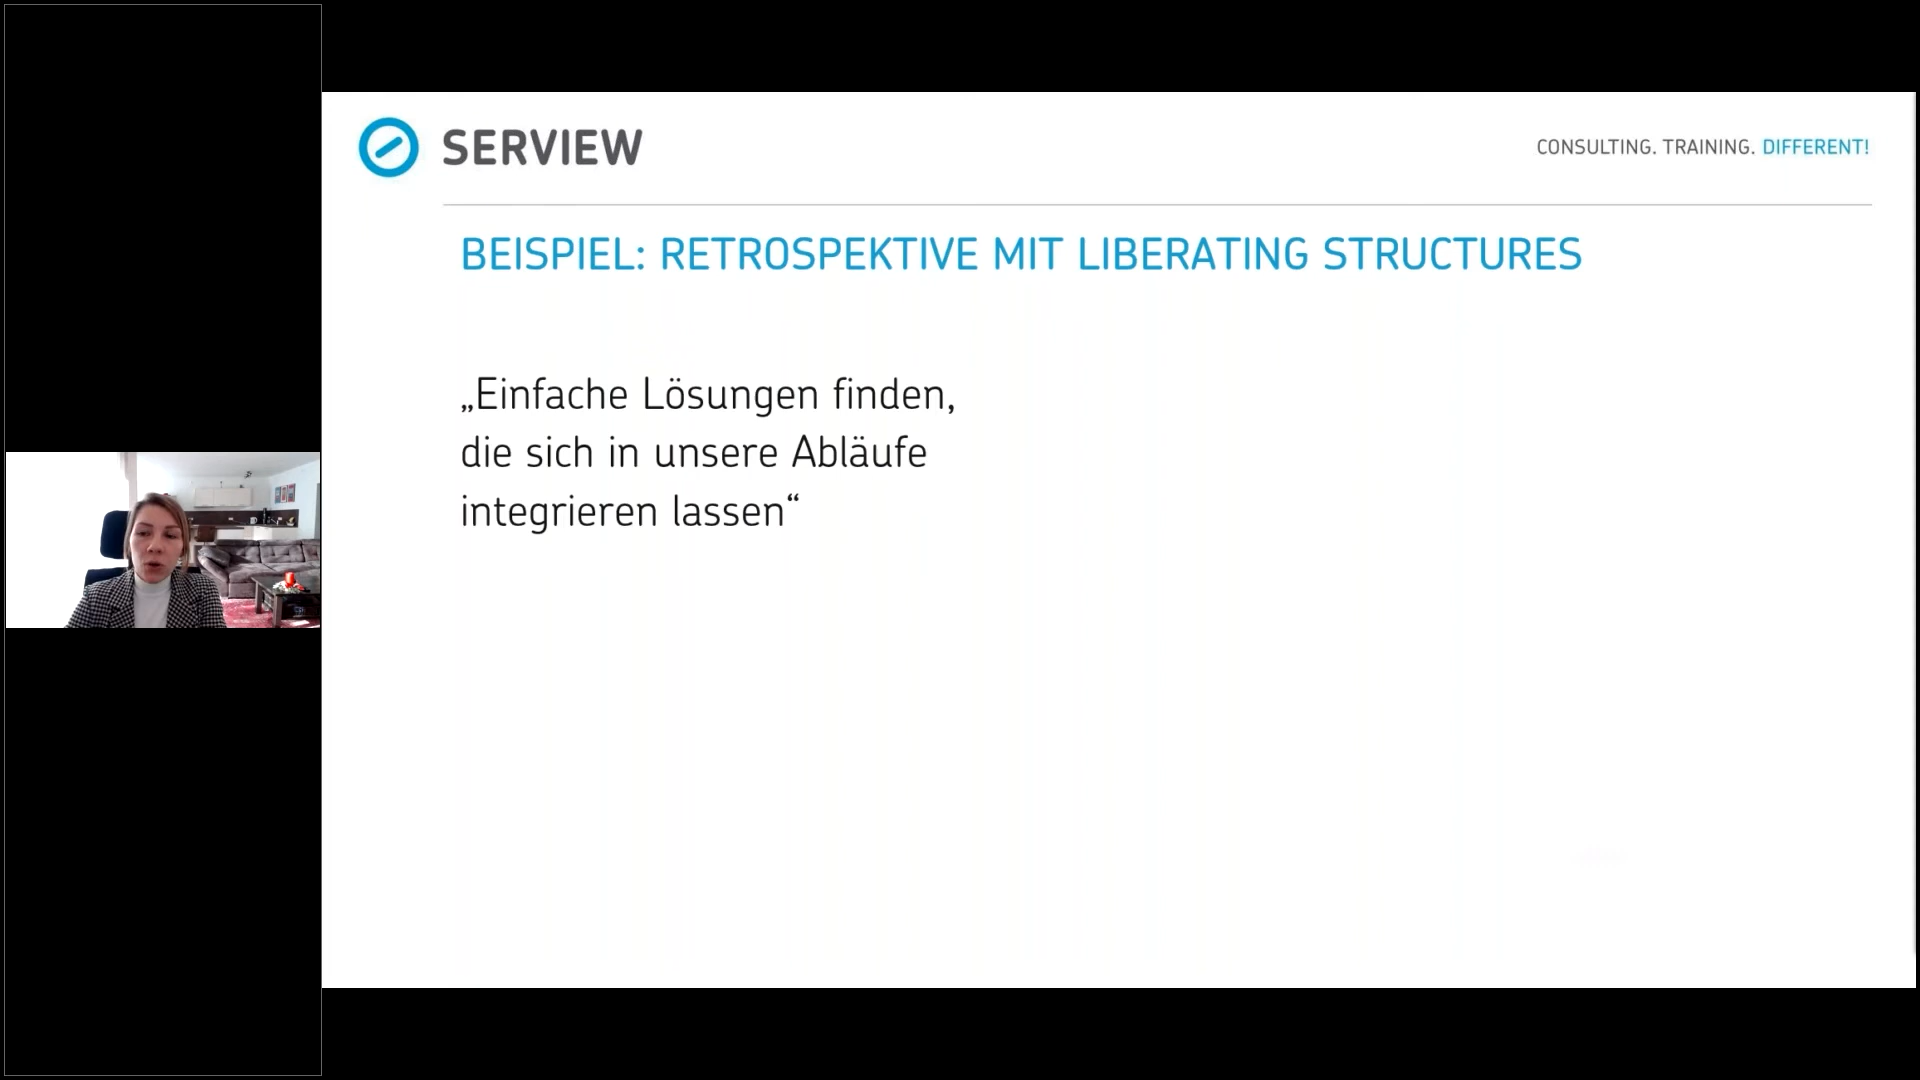 SERVIEW
CONSULTING. TRAINING. DIFFERENT!
BEISPIEL: RETROSPEKTIVE MIT LIBERATING STRUCTURES
„Einfache Lösungen finden,
die sich in unsere Abläufe
integrieren lassen“